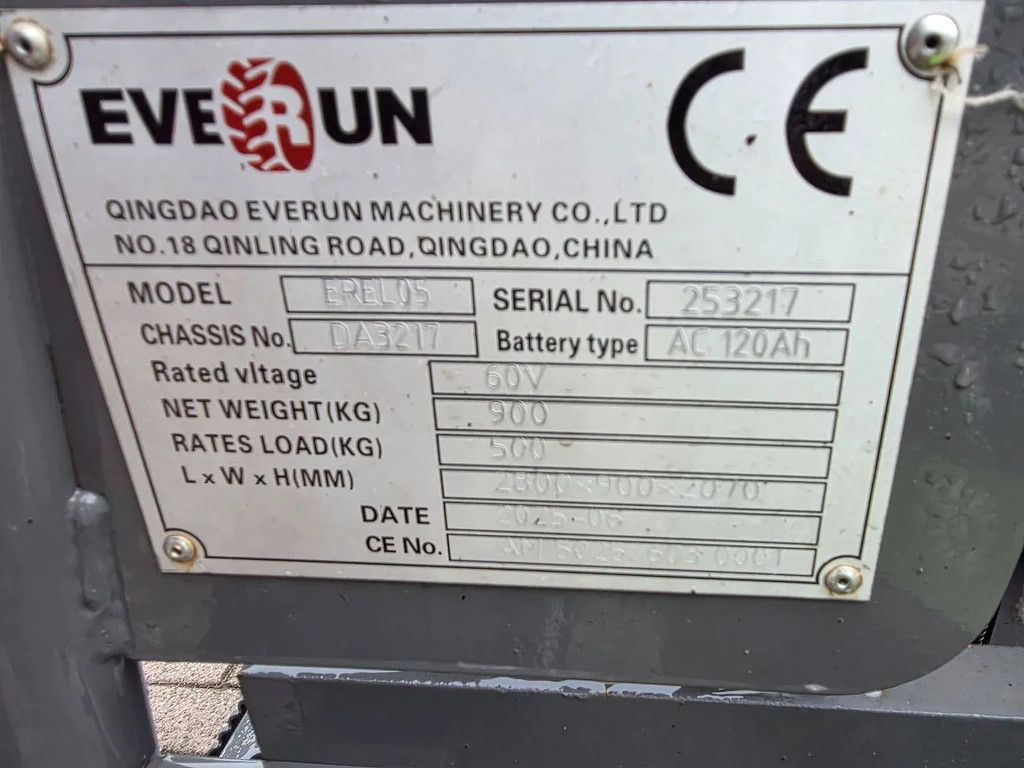 EVERUN CE
QINGDAO EVERUN MACHINERY CO.,LTD
NO.18 QINLING ROAD,QINGDAO,CHINA
MODEL EREL05 SERIAL No. 253217
CHASSIS No. DA3217 Battery type AC 120Ah
Rated vltage 60V
NET WEIGHT(KG) 900
RATES LOAD(KG) 500
L x W x H(MM) 2800×900×2070
DATE 2025-06
CE No.